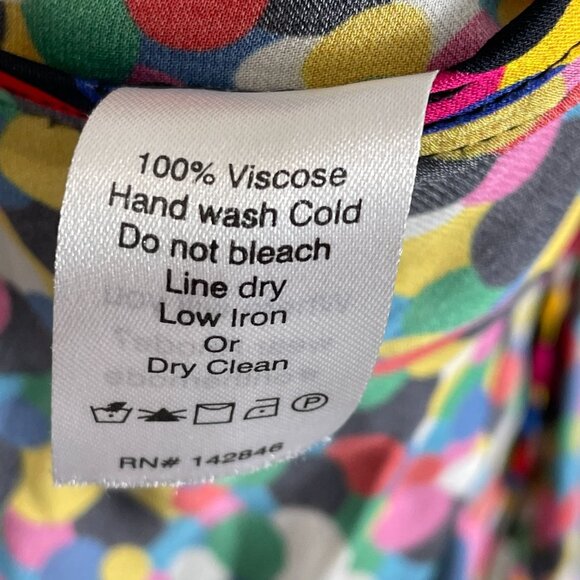 100% Viscose
Hand wash Cold
Do not bleach
Line dry
Low Iron
Or
Dry Clean
P
RN# 142846